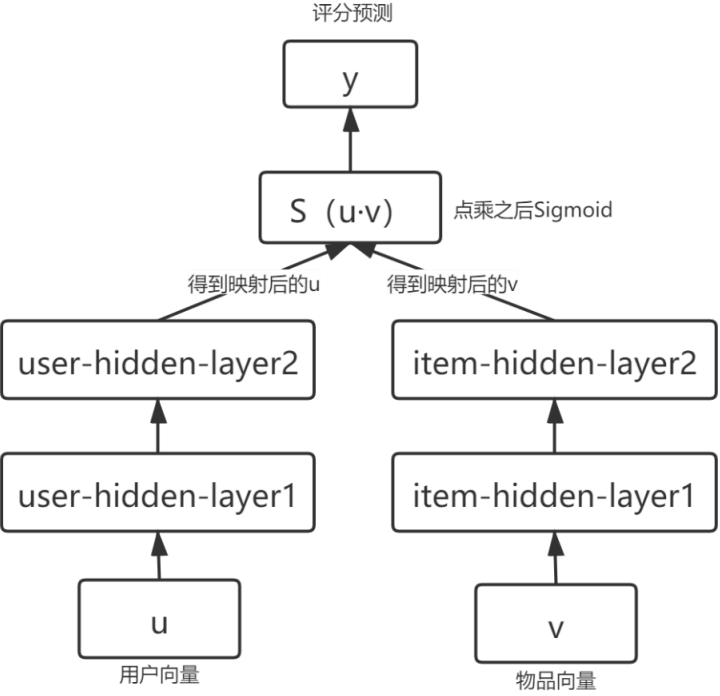 评分预测
y
S（u·v）
点乘之后Sigmoid
得到映射后的u
得到映射后的v
user-hidden-layer2
item-hidden-layer2
user-hidden-layer1
item-hidden-layer1
u
v
用户向量
物品向量